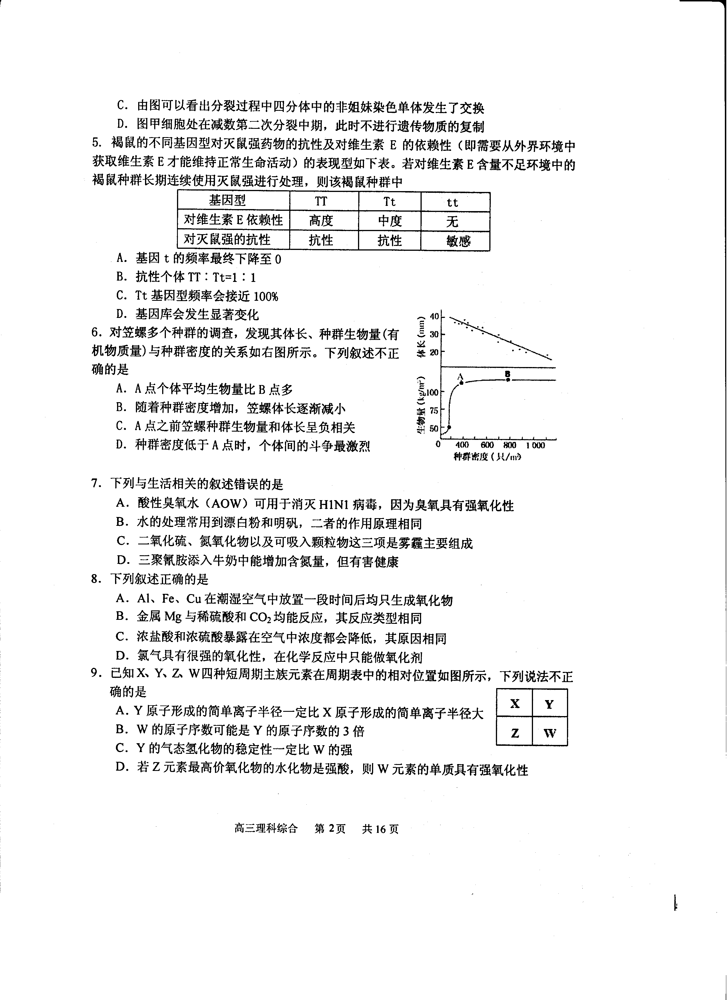 C．由图可以看出分裂过程中四分体中的非姐妹染色单体发生了交换
D．图甲细胞处在减数第二次分裂中期，此时不进行遗传物质的复制
5．褐鼠的不同基因型对灭鼠强药物的抗性及对维生素 E 的依赖性（即需要从外界环境中
获取维生素 E 才能维持正常生命活动）的表现型如下表。若对维生素 E 含量不足环境中的
褐鼠种群长期连续使用灭鼠强进行处理，则该褐鼠种群中
基因型 TT Tt tt
对维生素 E 依赖性 高度 中度 无
对灭鼠强的抗性 抗性 抗性 敏感
A．基因 t 的频率最终下降至 0
B．抗性个体 TT∶Tt=1∶1
C．Tt 基因型频率会接近 100%
D．基因库会发生显著变化
6．对笠螺多个种群的调查，发现其体长、种群生物量(有
机物质量)与种群密度的关系如右图所示。下列叙述不正
确的是
A．A 点个体平均生物量比 B 点多
B．随着种群密度增加，笠螺体长逐渐减小
C．A 点之前笠螺种群生物量和体长呈负相关
D．种群密度低于 A 点时，个体间的斗争最激烈
体长(mm)
40
30
20
生物量(kg/m²)
100
75
50
A
B
0 400 600 800 1000
种群密度(只/m²)
7．下列与生活相关的叙述错误的是
A．酸性臭氧水（AOW）可用于消灭 H1N1 病毒，因为臭氧具有强氧化性
B．水的处理常用到漂白粉和明矾，二者的作用原理相同
C．二氧化硫、氮氧化物以及可吸入颗粒物这三项是雾霾主要组成
D．三聚氰胺添入牛奶中能增加含氮量，但有害健康
8．下列叙述正确的是
A．Al、Fe、Cu 在潮湿空气中放置一段时间后均只生成氧化物
B．金属 Mg 与稀硫酸和 CO₂ 均能反应，其反应类型相同
C．浓盐酸和浓硫酸暴露在空气中浓度都会降低，其原因相同
D．氯气具有很强的氧化性，在化学反应中只能做氧化剂
9．已知X、Y、Z、W四种短周期主族元素在周期表中的相对位置如图所示，下列说法不正
确的是
A．Y 原子形成的简单离子半径一定比 X 原子形成的简单离子半径大
B．W 的原子序数可能是 Y 的原子序数的 3 倍
C．Y 的气态氢化物的稳定性一定比 W 的强
D．若 Z 元素最高价氧化物的水化物是强酸，则 W 元素的单质具有强氧化性
X Y
Z W
高三理科综合 第 2页 共 16 页